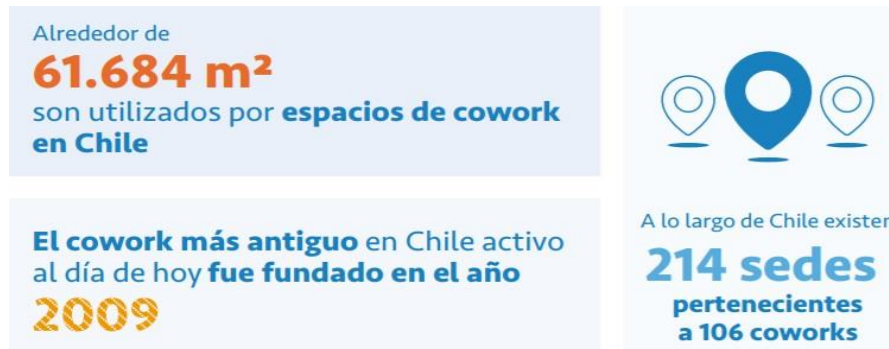 Alrededor de
61.684 m²
son utilizados por espacios de cowork
en Chile
El cowork más antiguo en Chile activo
al día de hoy fue fundado en el año
2009
A lo largo de Chile existen
214 sedes
pertenecientes
a 106 coworks